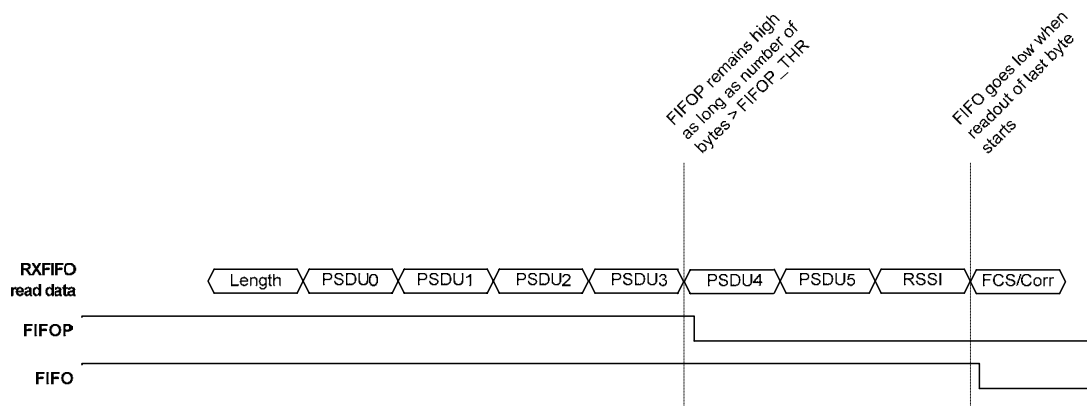 FIFOP remains high
as long as number of
bytes > FIFOP_THR
FIFO goes low when
readout of last byte
starts
RXFIFO
read data
Length PSDU0 PSDU1 PSDU2 PSDU3 PSDU4 PSDU5 RSSI FCS/Corr
FIFOP
FIFO